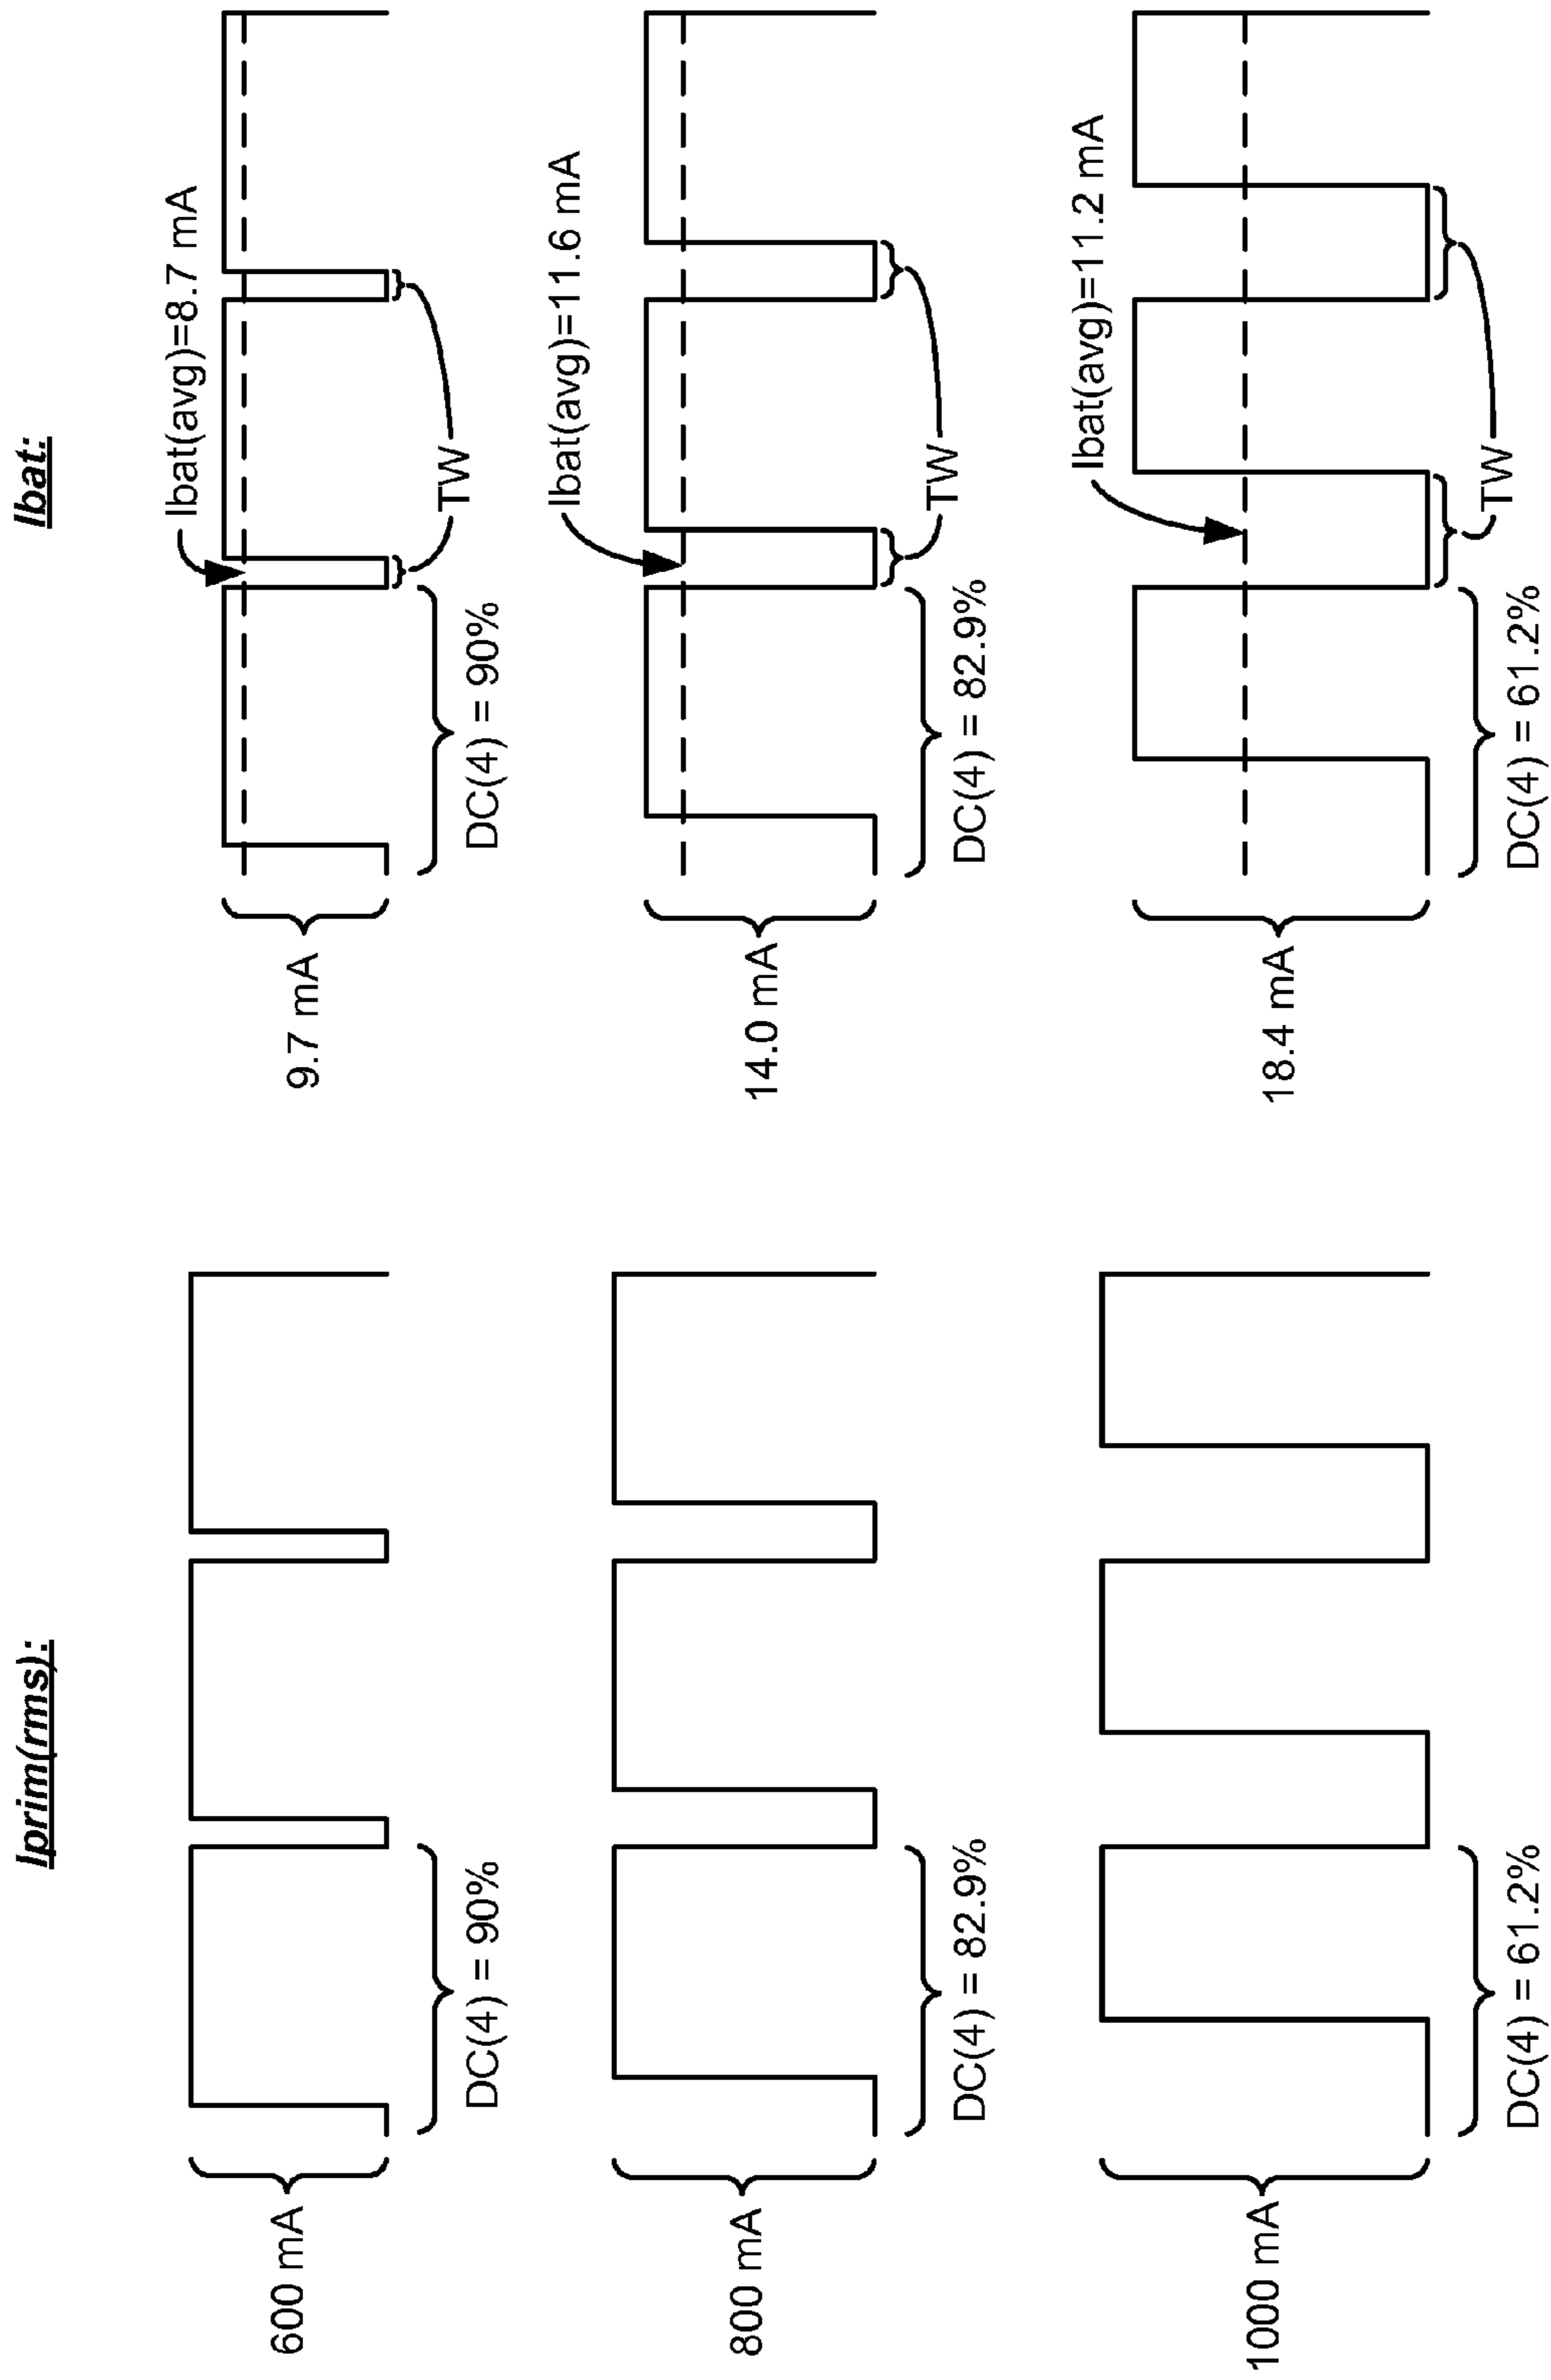 Iprim(rms):
Ibat:
600 mA
DC(4) = 90%
9.7 mA
Ibat(avg)=8.7 mA
DC(4) = 90%
TW
800 mA
DC(4) = 82.9%
14.0 mA
Ibat(avg)=11.6 mA
DC(4) = 82.9%
TW
1000 mA
DC(4) = 61.2%
18.4 mA
Ibat(avg)=11.2 mA
DC(4) = 61.2%
TW